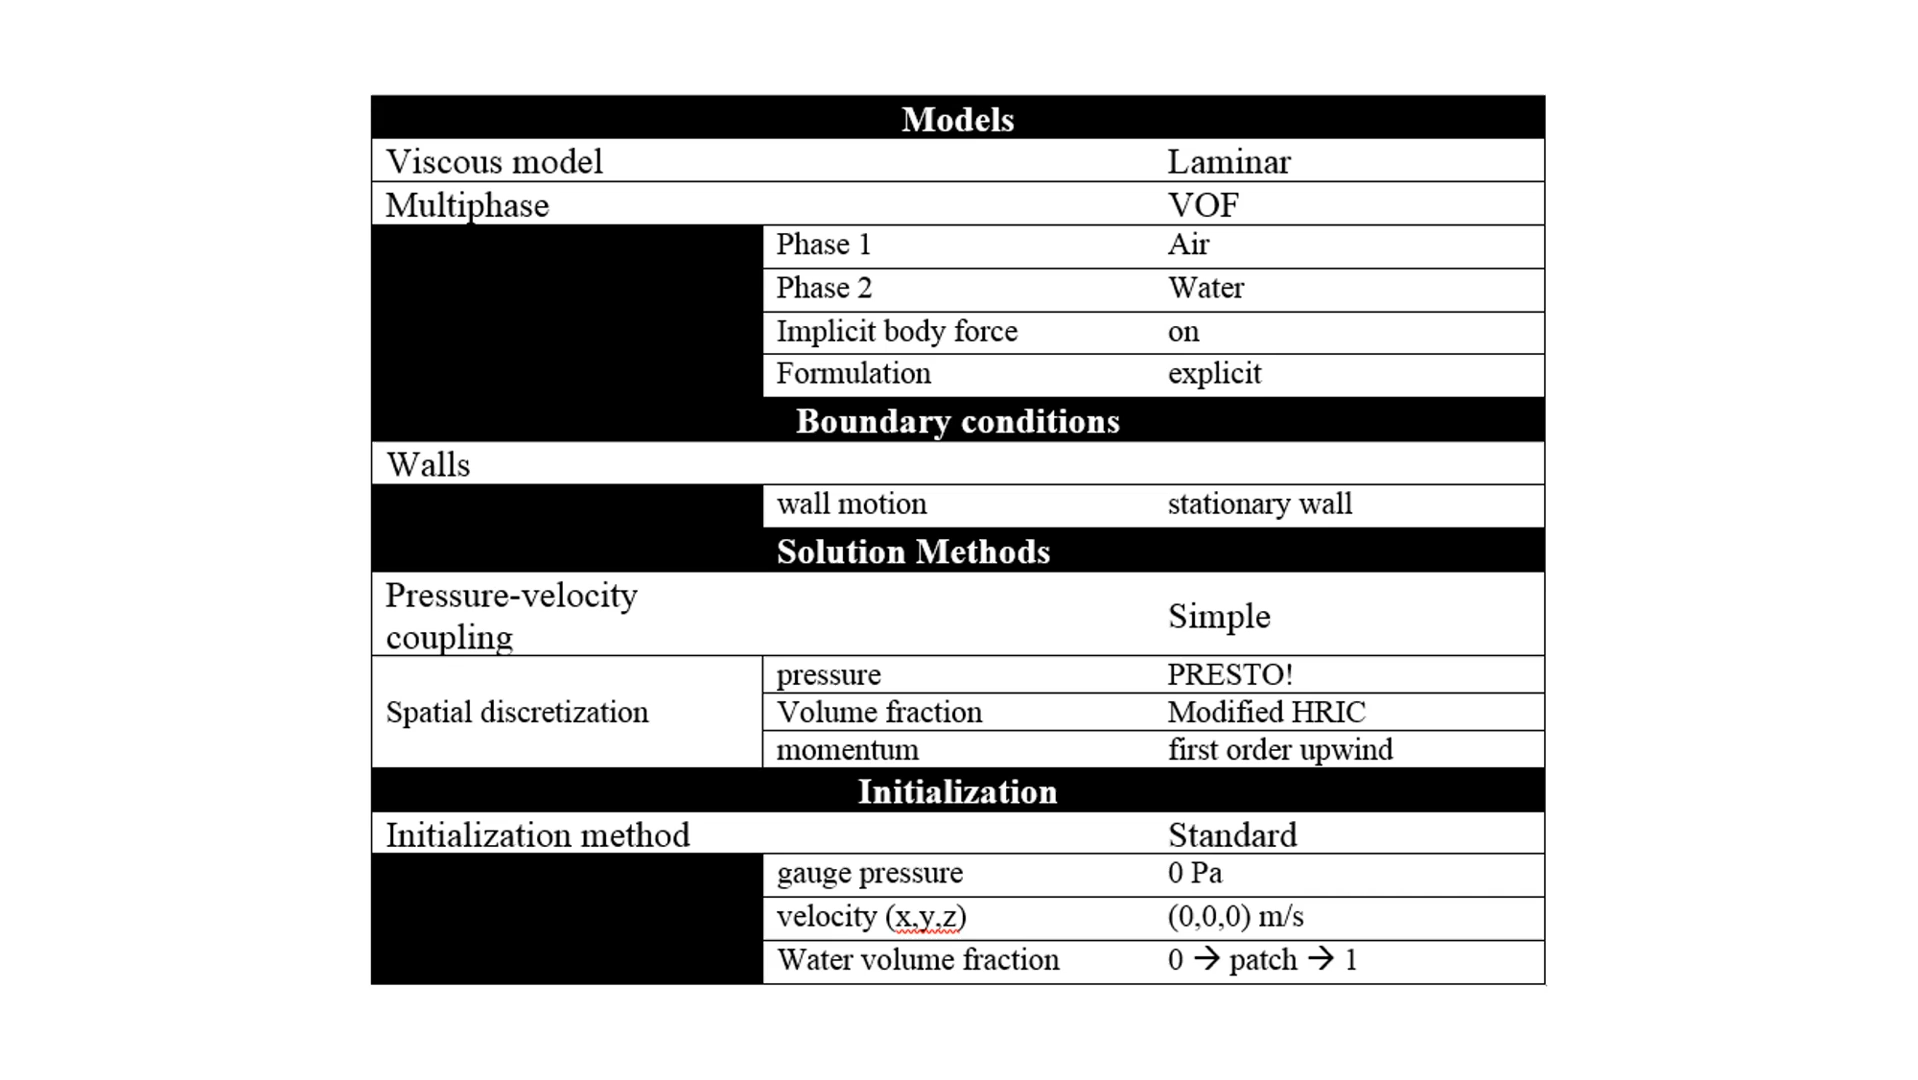 Models
Viscous model Laminar
Multiphase VOF
Phase 1 Air
Phase 2 Water
Implicit body force on
Formulation explicit
Boundary conditions
Walls
wall motion stationary wall
Solution Methods
Pressure-velocity
coupling Simple
pressure PRESTO!
Spatial discretization Volume fraction Modified HRIC
momentum first order upwind
Initialization
Initialization method Standard
gauge pressure 0 Pa
velocity (x,y,z) (0,0,0) m/s
Water volume fraction 0 → patch → 1